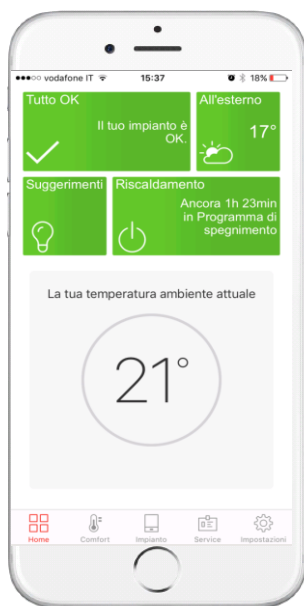 vodafone IT 15:37 18%
Tutto OK
Il tuo impianto è
OK.
All'esterno
17°
Suggerimenti
Riscaldamento
Ancora 1h 23min
in Programma di
spegnimento
La tua temperatura ambiente attuale
21°
Home Comfort Impianto Service Impostazioni